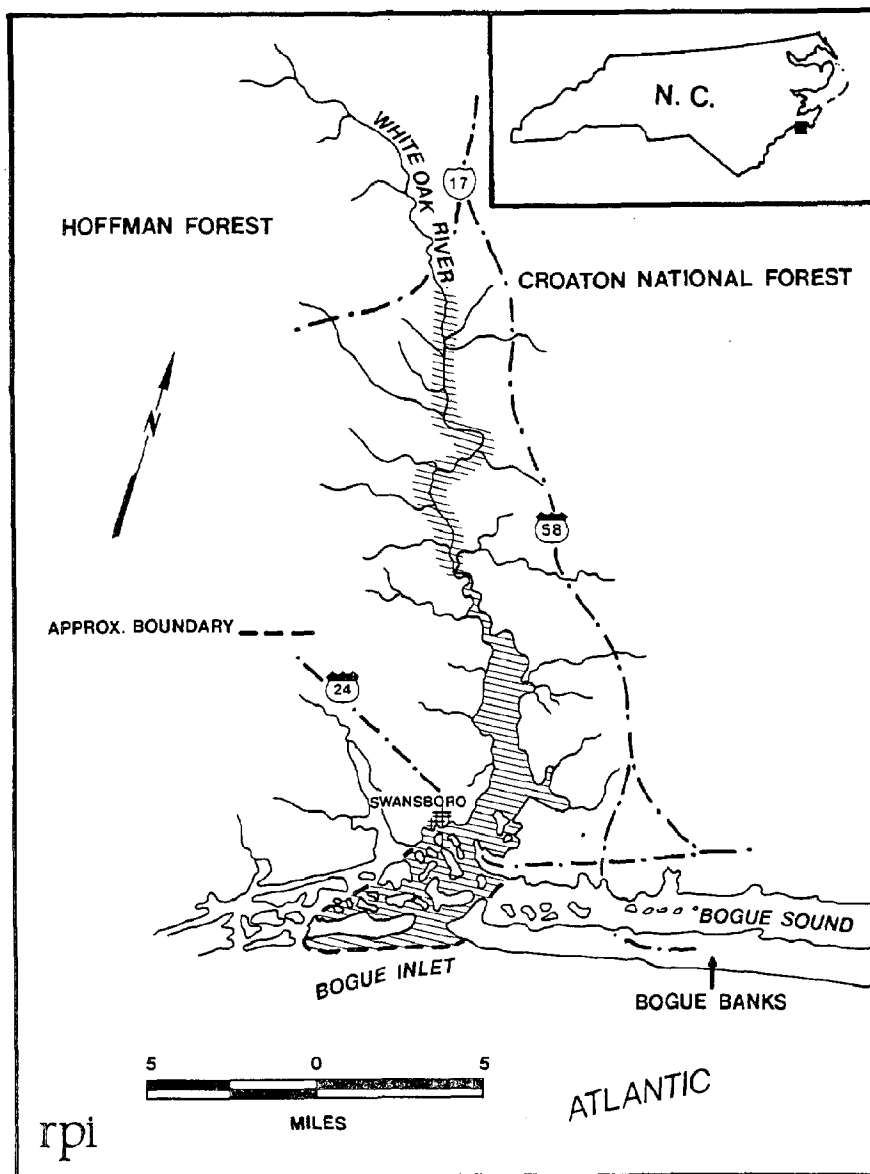 N. C.
WHITE OAK RIVER
17
HOFFMAN FOREST
CROATON NATIONAL FOREST
N
58
APPROX. BOUNDARY
24
SWANSBORO
BOGUE SOUND
BOGUE INLET
BOGUE BANKS
5 0 5
MILES
ATLANTIC
rpi